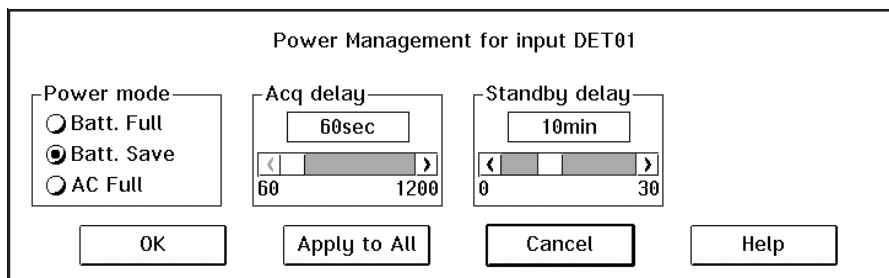 Power Management for input DET01
Power mode
Batt. Full
Batt. Save
AC Full
Acq delay
60sec
60 1200
Standby delay
10min
0 30
OK
Apply to All
Cancel
Help